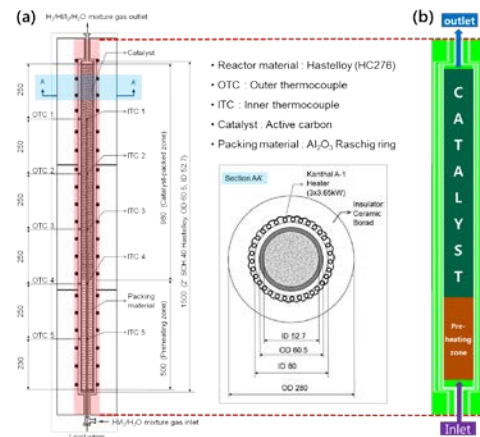 (a)
H₂/HI/I₂/H₂O mixture gas outlet
Catalyst
A
A
250
OTC 1
ITC 1
250
OTC 2
ITC 2
250
OTC 3
ITC 3
OTC 4
ITC 4
250
Packing
material
OTC 5
ITC 5
230
980 (Catalyst-packed zone)
500 (Preheating zone)
1500 (2" SCH 40 Hastelloy OD 60.5, ID 52.7)
HI/I₂/H₂O mixture gas inlet
• Reactor material : Hastelloy (HC276)
• OTC : Outer thermocouple
• ITC : Inner thermocouple
• Catalyst : Active carbon
• Packing material : Al₂O₃ Raschig ring
Section AA'
Kanthal A-1
Heater
(3x3.65kW)
Insulator:
Ceramic
Borad
ID 52.7
OD 60.5
ID 80
OD 280
(b)
outlet
CATALYST
Pre-
heating
zone
Inlet